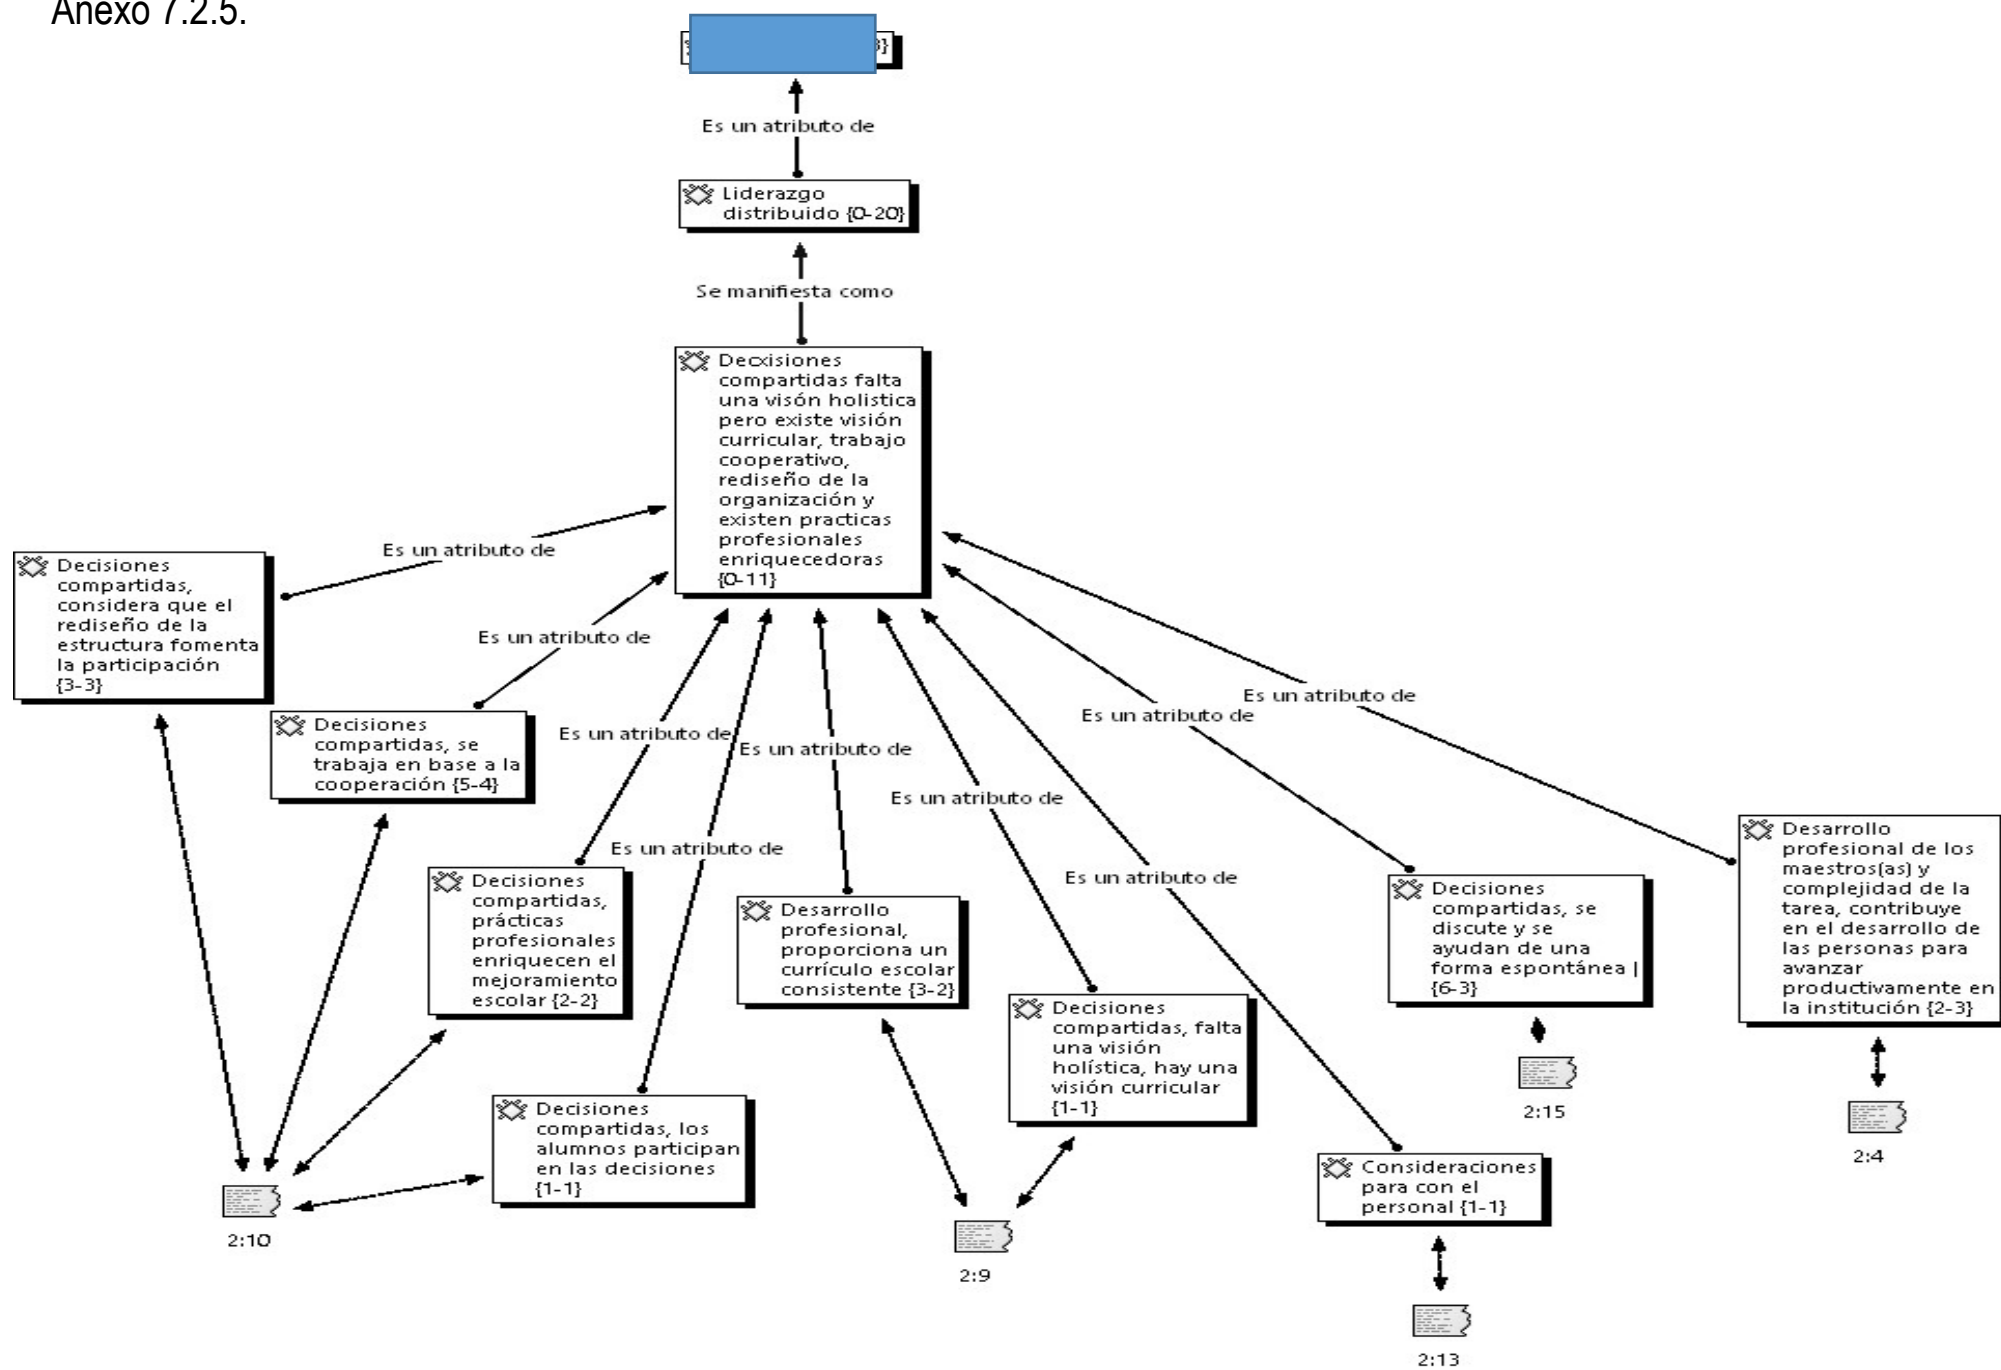 Anexo 7.2.5.
3}
Es un atributo de
Liderazgo
distribuido {0-20}
Se manifiesta como
Decxisiones
compartidas falta
una visón holistica
pero existe visión
curricular, trabajo
cooperativo,
rediseño de la
organización y
existen practicas
profesionales
enriquecedoras
{0-11}
Es un atributo de
Es un atributo de
Es un atributo de
Es un atributo de
Es un atributo de
Es un atributo de
Es un atributo de
Es un atributo de
Es un atributo de
Decisiones
compartidas,
considera que el
rediseño de la
estructura fomenta
la participación
{3-3}
Decisiones
compartidas, se
trabaja en base a la
cooperación {5-4}
Decisiones
compartidas,
prácticas
profesionales
enriquecen el
mejoramiento
escolar {2-2}
Decisiones
compartidas, los
alumnos participan
en las decisiones
{1-1}
Desarrollo
profesional,
proporciona un
currículo escolar
consistente {3-2}
Decisiones
compartidas, falta
una visión
holística, hay una
visión curricular
{1-1}
Consideraciones
para con el
personal {1-1}
Decisiones
compartidas, se
discute y se
ayudan de una
forma espontánea |
{6-3}
Desarrollo
profesional de los
maestros(as) y
complejidad de la
tarea, contribuye
en el desarrollo de
las personas para
avanzar
productivamente en
la institución {2-3}
2:10
2:9
2:13
2:15
2:4